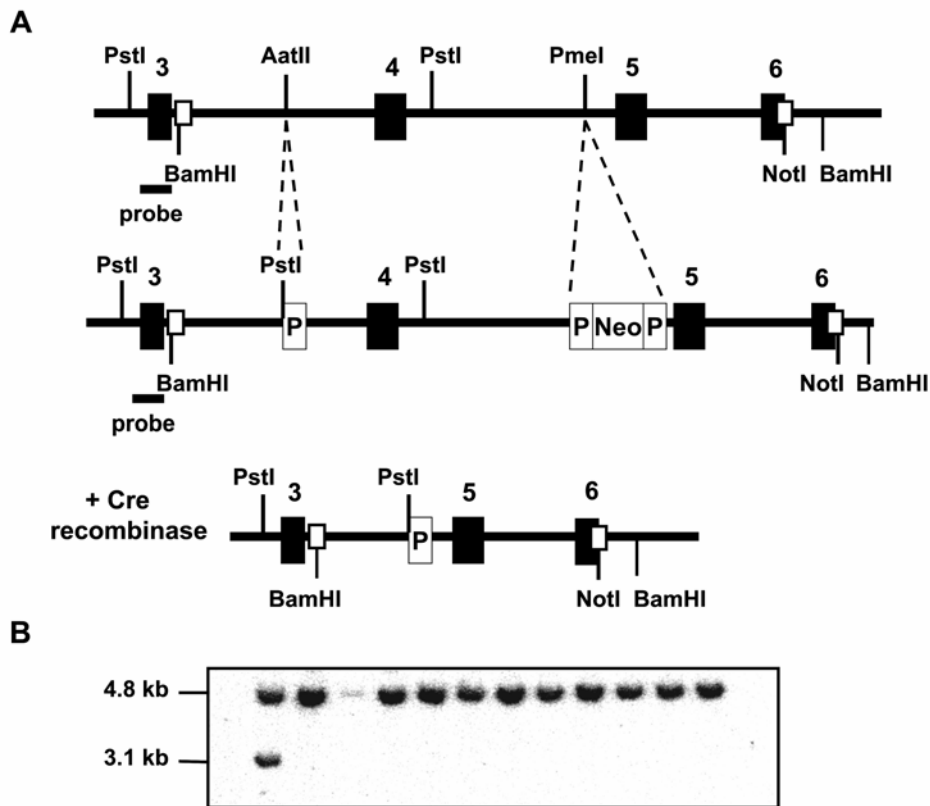 A
PstI 3 AatII 4 PstI PmeI 5 6
BamHI NotI BamHI
probe
PstI 3 PstI 4 PstI 5 6
P P Neo P
BamHI NotI BamHI
probe
+ Cre
recombinase
PstI 3 PstI 5 6
P
BamHI NotI BamHI
B
4.8 kb
3.1 kb